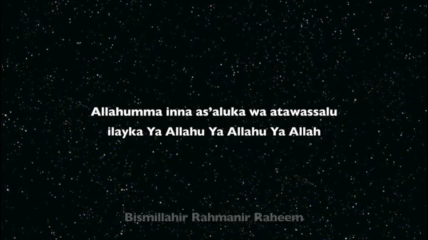 Allahumma inna as'aluka wa atawassalu
ilayka Ya Allahu Ya Allahu Ya Allah
Bismillahir Rahmanir Raheem